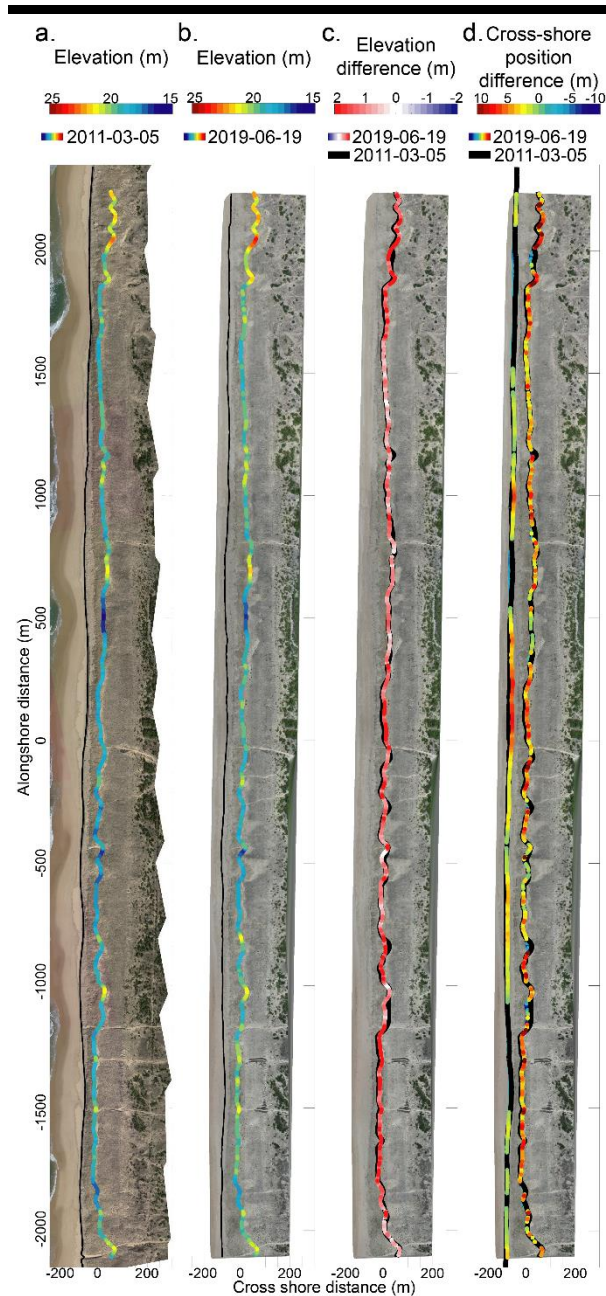 a.
Elevation (m)
25 20 15
2011-03-05
b.
Elevation (m)
25 20 15
2019-06-19
c.
Elevation
difference (m)
2 1 0 -1 -2
2019-06-19
2011-03-05
d.
Cross-shore
position
difference (m)
10 5 0 -5 -10
2019-06-19
2011-03-05
Alongshore distance (m)
2000
1500
1000
500
0
-500
-1000
-1500
-2000
-200 0 200
-200 0 200
-200 0 200
-200 0 200
Cross shore distance (m)